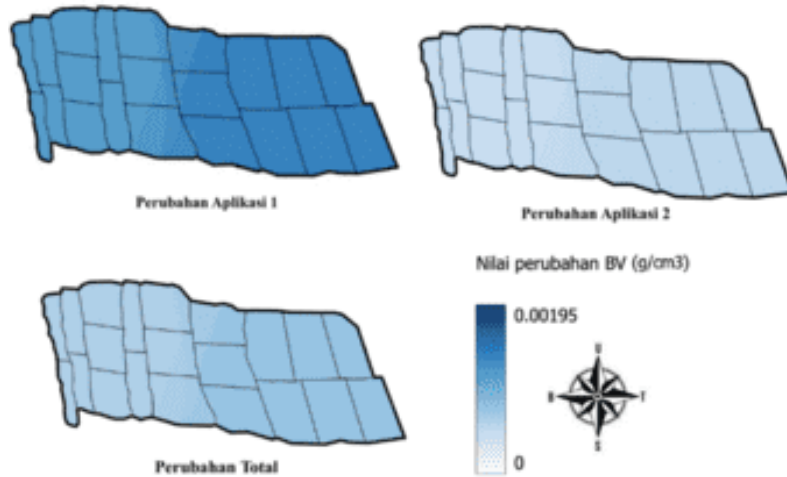 Perubahan Aplikasi 1
Perubahan Aplikasi 2
Nilai perubahan BV (g/cm3)
0.00195
0
U
B
T
S
Perubahan Total